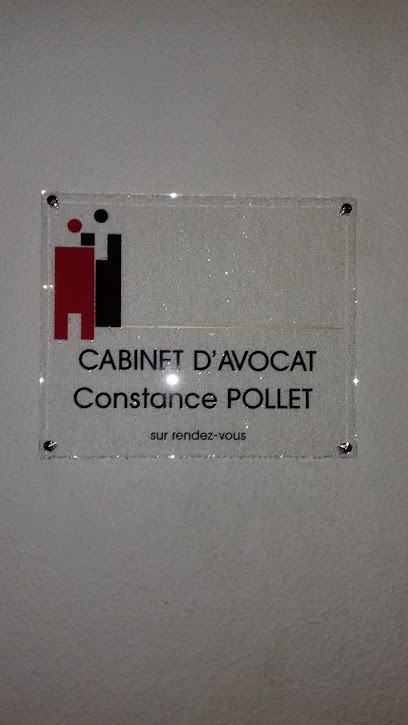 CABINET D'AVOCAT
Constance POLLET
sur rendez-vous